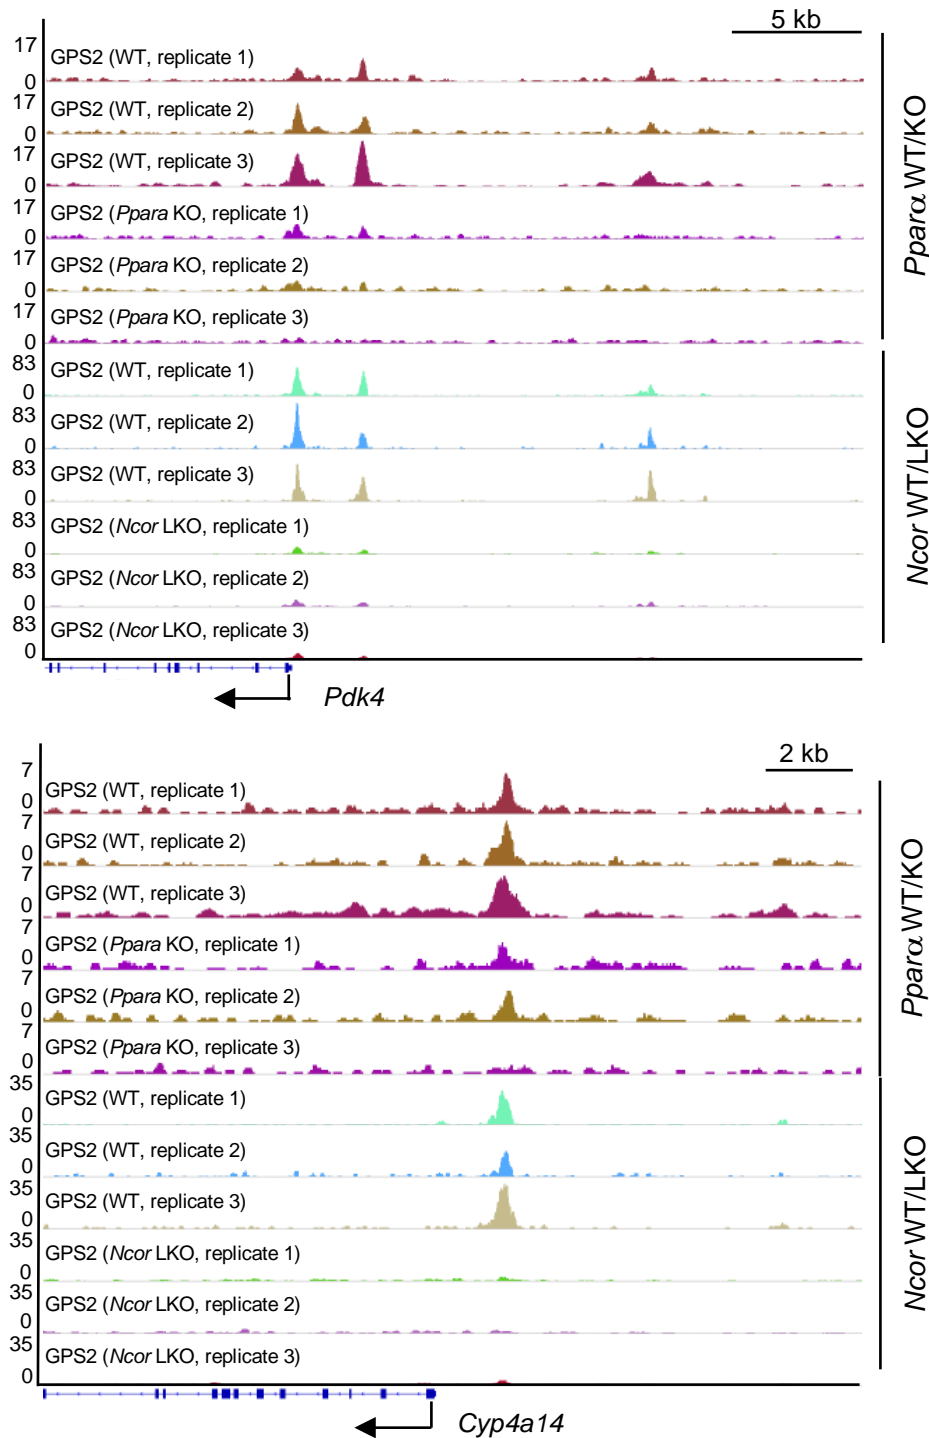 5 kb
17
0
GPS2 (WT, replicate 1)
17
0
GPS2 (WT, replicate 2)
17
0
GPS2 (WT, replicate 3)
17
0
GPS2 (Ppara KO, replicate 1)
17
0
GPS2 (Ppara KO, replicate 2)
17
0
GPS2 (Ppara KO, replicate 3)
Pparα WT/KO
83
0
GPS2 (WT, replicate 1)
83
0
GPS2 (WT, replicate 2)
83
0
GPS2 (WT, replicate 3)
83
0
GPS2 (Ncor LKO, replicate 1)
83
0
GPS2 (Ncor LKO, replicate 2)
83
0
GPS2 (Ncor LKO, replicate 3)
Ncor WT/LKO
Pdk4
2 kb
7
0
GPS2 (WT, replicate 1)
7
0
GPS2 (WT, replicate 2)
7
0
GPS2 (WT, replicate 3)
7
0
GPS2 (Ppara KO, replicate 1)
7
0
GPS2 (Ppara KO, replicate 2)
7
0
GPS2 (Ppara KO, replicate 3)
Pparα WT/KO
35
0
GPS2 (WT, replicate 1)
35
0
GPS2 (WT, replicate 2)
35
0
GPS2 (WT, replicate 3)
35
0
GPS2 (Ncor LKO, replicate 1)
35
0
GPS2 (Ncor LKO, replicate 2)
35
0
GPS2 (Ncor LKO, replicate 3)
Ncor WT/LKO
Cyp4a14